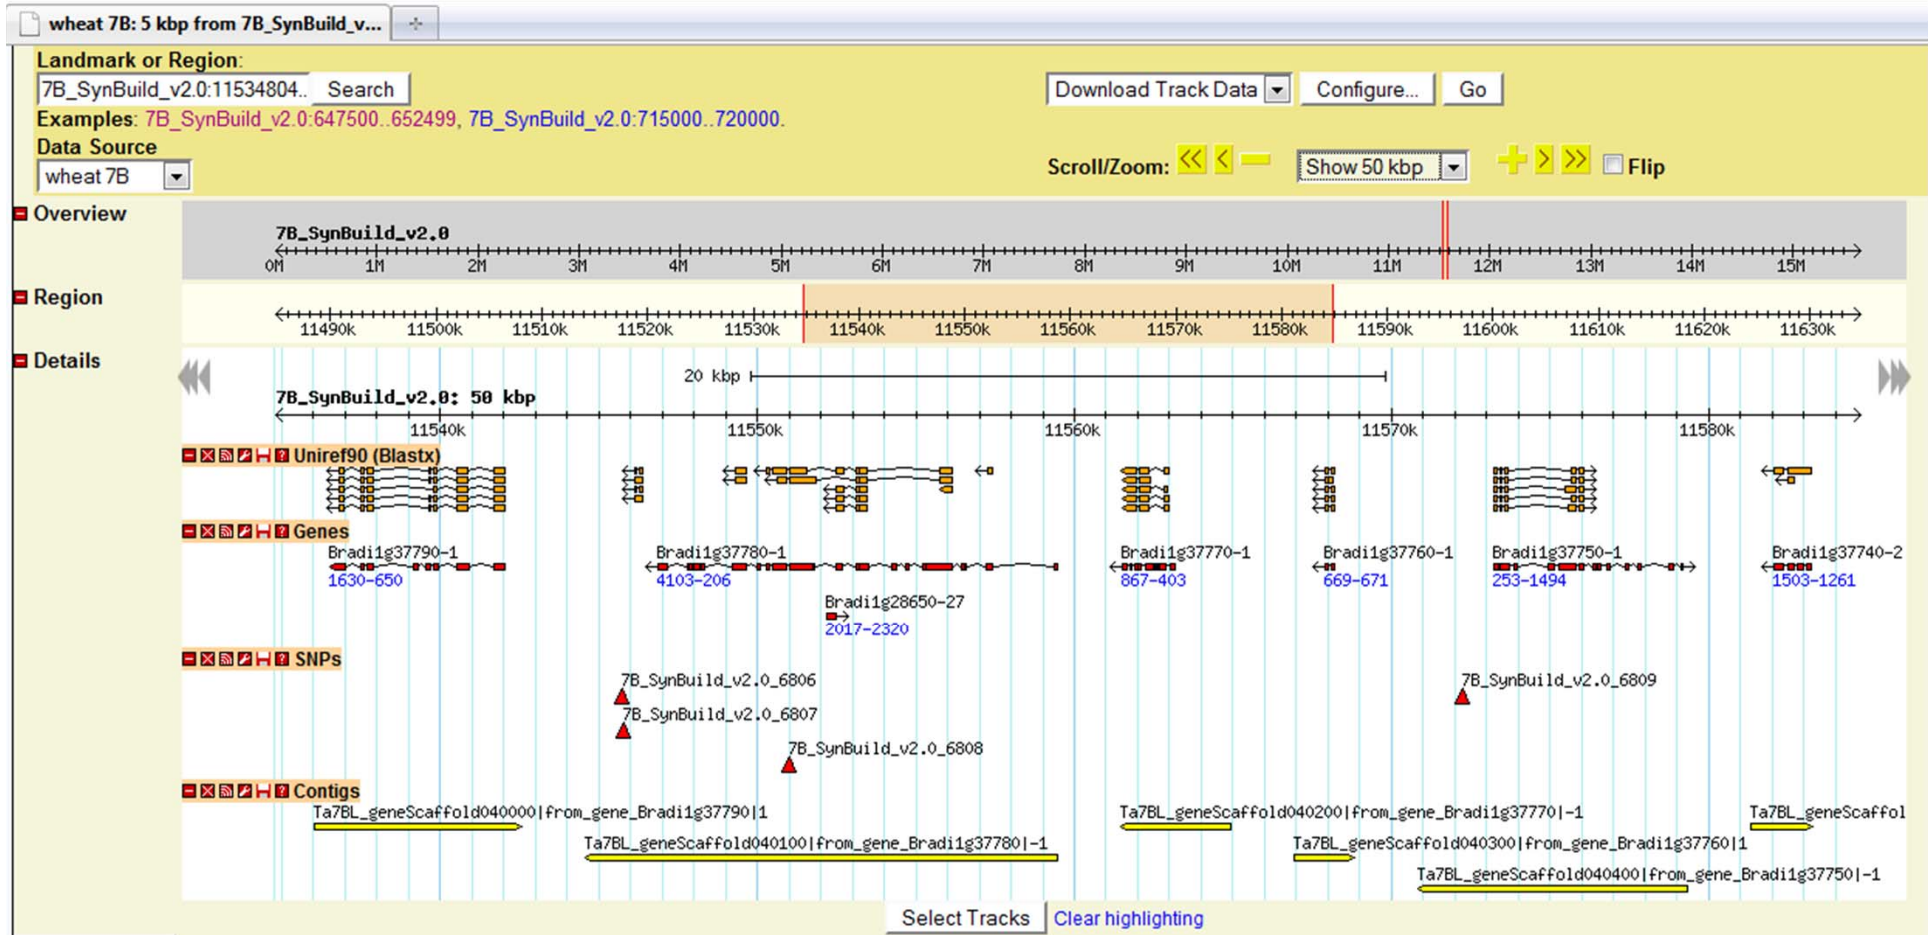 wheat 7B: 5 kbp from 7B_SynBuild_v...
Landmark or Region:
7B_SynBuild_v2.0:11534804.. Search
Download Track Data Configure... Go
Examples: 7B_SynBuild_v2.0:647500..652499, 7B_SynBuild_v2.0:715000..720000.
Data Source
wheat 7B
Scroll/Zoom: << < Show 50 kbp + > >> Flip
Overview
7B_SynBuild_v2.0
0M 1M 2M 3M 4M 5M 6M 7M 8M 9M 10M 11M 12M 13M 14M 15M
Region
11490k 11500k 11510k 11520k 11530k 11540k 11550k 11560k 11570k 11580k 11590k 11600k 11610k 11620k 11630k
Details
20 kbp
7B_SynBuild_v2.0: 50 kbp
11540k 11550k 11560k 11570k 11580k
Uniref90 (Blastx)
Genes
Bradi1g37790-1 Bradi1g37780-1 Bradi1g37770-1 Bradi1g37760-1 Bradi1g37750-1 Bradi1g37740-2
1630-650 4103-206 867-403 669-671 253-1494 1503-1261
Bradi1g28650-27
2017-2320
SNPs
7B_SynBuild_v2.0_6806 7B_SynBuild_v2.0_6809
7B_SynBuild_v2.0_6807
7B_SynBuild_v2.0_6808
Contigs
Ta7BL_geneScaffold040000|from_gene_Bradi1g37790|1 Ta7BL_geneScaffold040200|from_gene_Bradi1g37770|-1 Ta7BL_geneScaffol
Ta7BL_geneScaffold040100|from_gene_Bradi1g37780|-1 Ta7BL_geneScaffold040300|from_gene_Bradi1g37760|1
Ta7BL_geneScaffold040400|from_gene_Bradi1g37750|-1
Select Tracks Clear highlighting